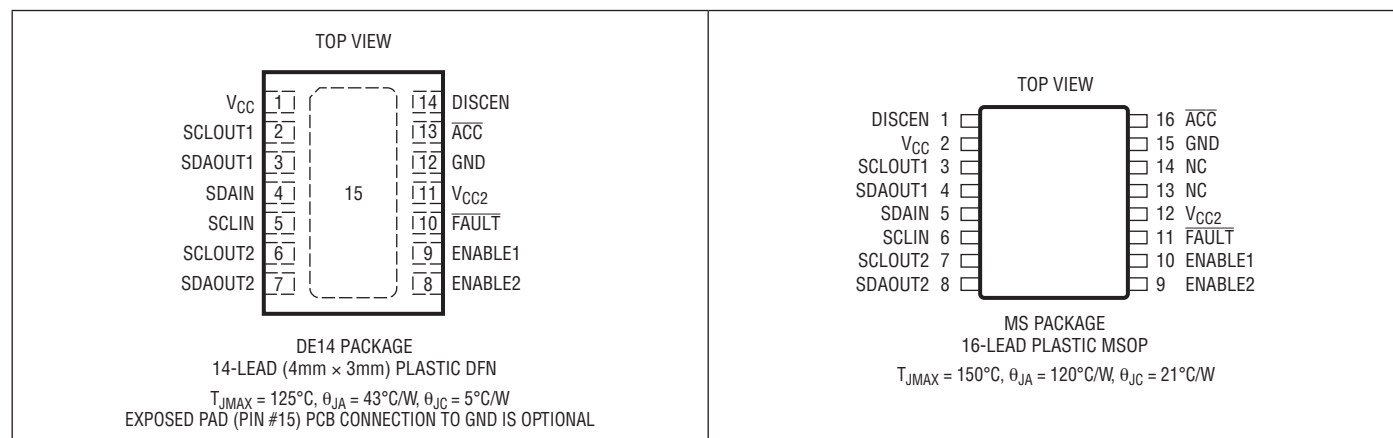 TOP VIEW
V_CC 1
SCLOUT1 2
SDAOUT1 3
SDAIN 4
SCLIN 5
SCLOUT2 6
SDAOUT2 7
15
14 DISCEN
13 A̅C̅C̅
12 GND
11 V_CC2
10 F̅A̅U̅L̅T̅
9 ENABLE1
8 ENABLE2
DE14 PACKAGE
14-LEAD (4mm × 3mm) PLASTIC DFN
T_JMAX = 125°C, θ_JA = 43°C/W, θ_JC = 5°C/W
EXPOSED PAD (PIN #15) PCB CONNECTION TO GND IS OPTIONAL
TOP VIEW
DISCEN 1
V_CC 2
SCLOUT1 3
SDAOUT1 4
SDAIN 5
SCLIN 6
SCLOUT2 7
SDAOUT2 8
16 A̅C̅C̅
15 GND
14 NC
13 NC
12 V_CC2
11 F̅A̅U̅L̅T̅
10 ENABLE1
9 ENABLE2
MS PACKAGE
16-LEAD PLASTIC MSOP
T_JMAX = 150°C, θ_JA = 120°C/W, θ_JC = 21°C/W